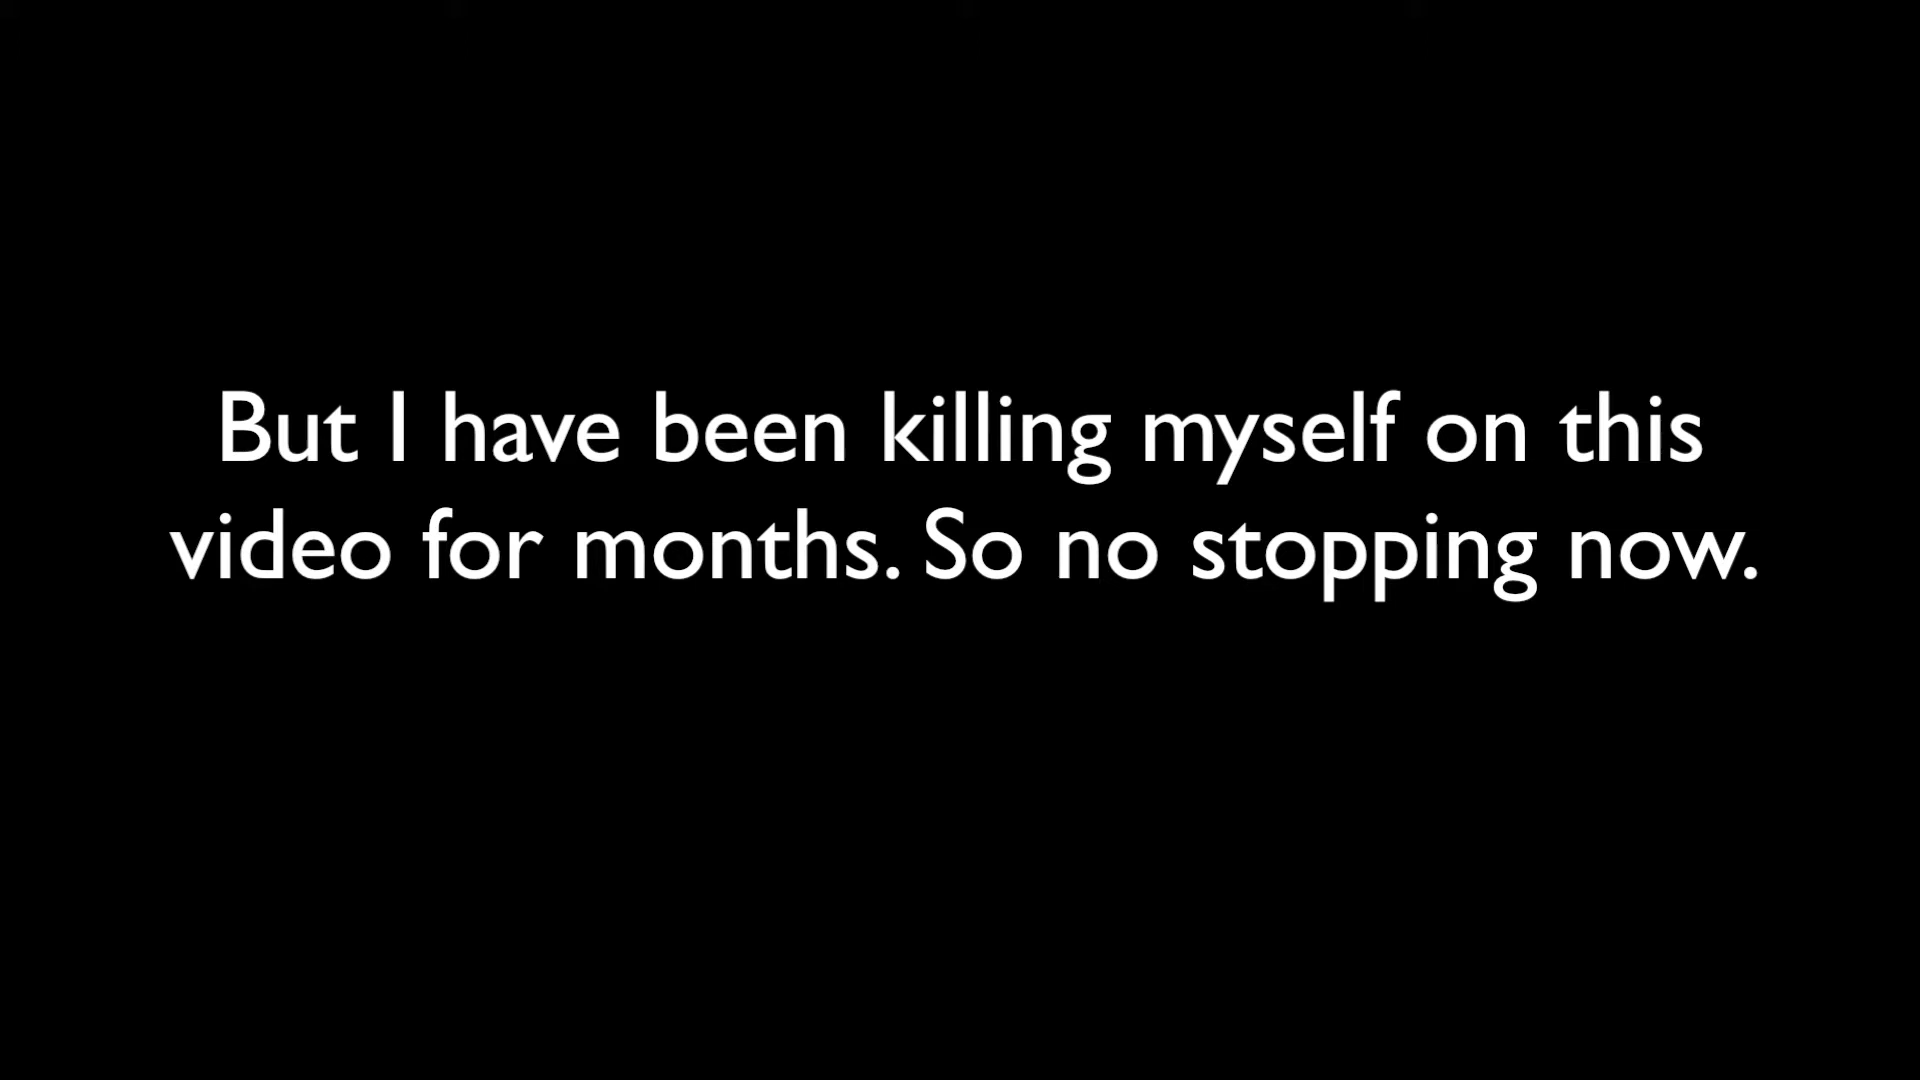 But I have been killing myself on this
video for months. So no stopping now.